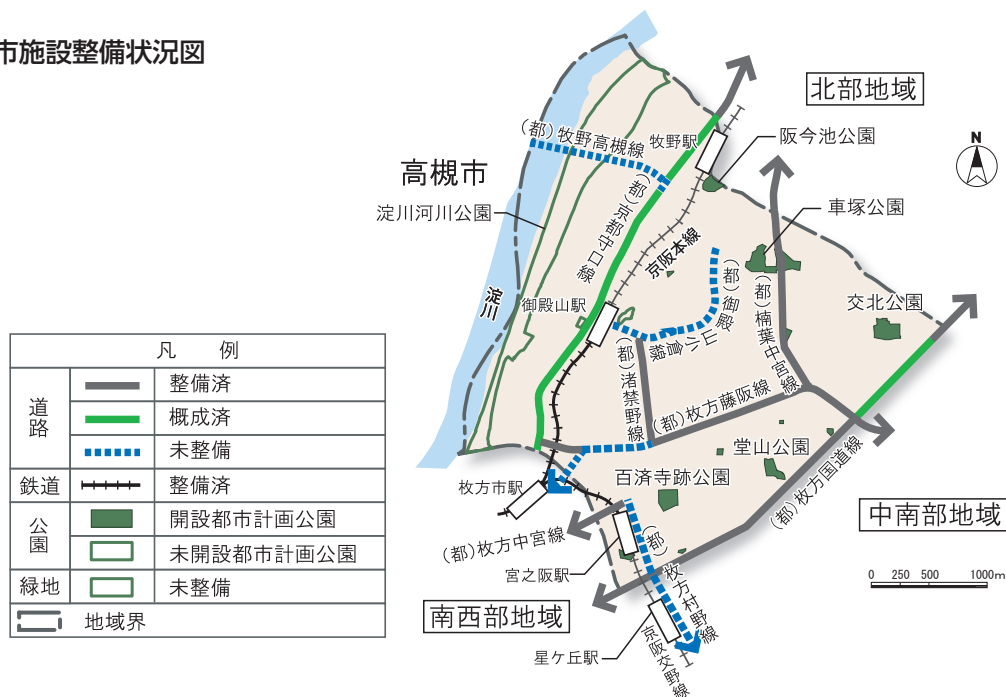 市施設整備状況図
北部地域
N
高槻市
淀川河川公園
(都)牧野高槻線
牧野駅
阪今池公園
車塚公園
(都)京都守口線
京阪本線
淀川
御殿山駅
(都)御殿山小倉線
(都)楠葉中宮線
交北公園
(都)渚禁野線
(都)枚方藤阪線
堂山公園
(都)枚方国道線
百済寺跡公園
枚方市駅
(都)枚方中宮線
宮之阪駅
(都)枚方村野線
中南部地域
0 250 500 1000m
南西部地域
星ケ丘駅
京阪交野線
凡 例
道路
整備済
概成済
未整備
鉄道
整備済
公園
開設都市計画公園
未開設都市計画公園
緑地
未整備
地域界